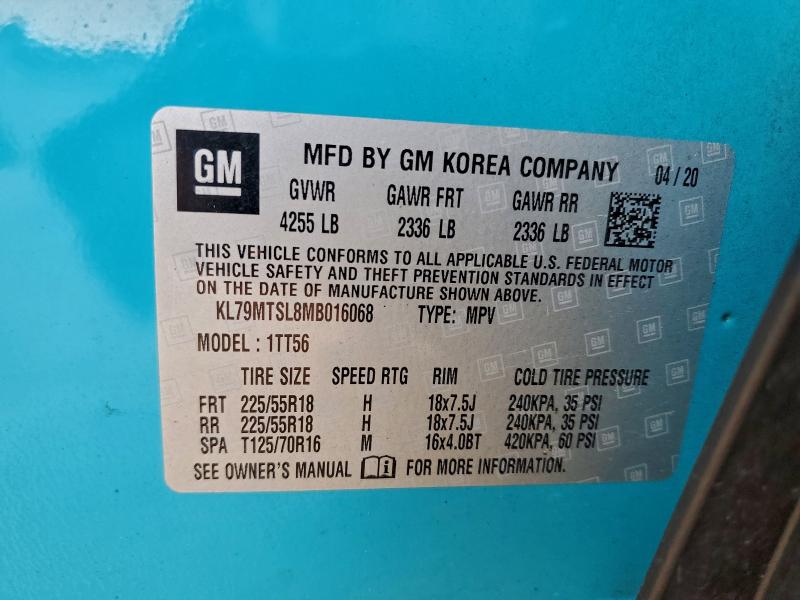 GM MFD BY GM KOREA COMPANY 04/20
GVWR GAWR FRT GAWR RR
4255 LB 2336 LB 2336 LB
THIS VEHICLE CONFORMS TO ALL APPLICABLE U.S. FEDERAL MOTOR
VEHICLE SAFETY AND THEFT PREVENTION STANDARDS IN EFFECT
ON THE DATE OF MANUFACTURE SHOWN ABOVE.
KL79MTSL8MB016068 TYPE: MPV
MODEL : 1TT56
TIRE SIZE SPEED RTG RIM COLD TIRE PRESSURE
FRT 225/55R18 H 18x7.5J 240KPA, 35 PSI
RR 225/55R18 H 18x7.5J 240KPA, 35 PSI
SPA T125/70R16 M 16x4.0BT 420KPA, 60 PSI
SEE OWNER'S MANUAL FOR MORE INFORMATION.